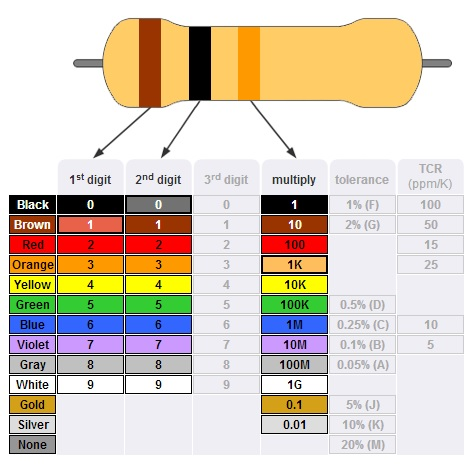 1st digit 2nd digit 3rd digit multiply tolerance TCR (ppm/K)
Black 0 0 0 1 1% (F) 100
Brown 1 1 1 10 2% (G) 50
Red 2 2 2 100 15
Orange 3 3 3 1K 25
Yellow 4 4 4 10K
Green 5 5 5 100K 0.5% (D)
Blue 6 6 6 1M 0.25% (C) 10
Violet 7 7 7 10M 0.1% (B) 5
Gray 8 8 8 100M 0.05% (A)
White 9 9 9 1G
Gold 0.1 5% (J)
Silver 0.01 10% (K)
None 20% (M)